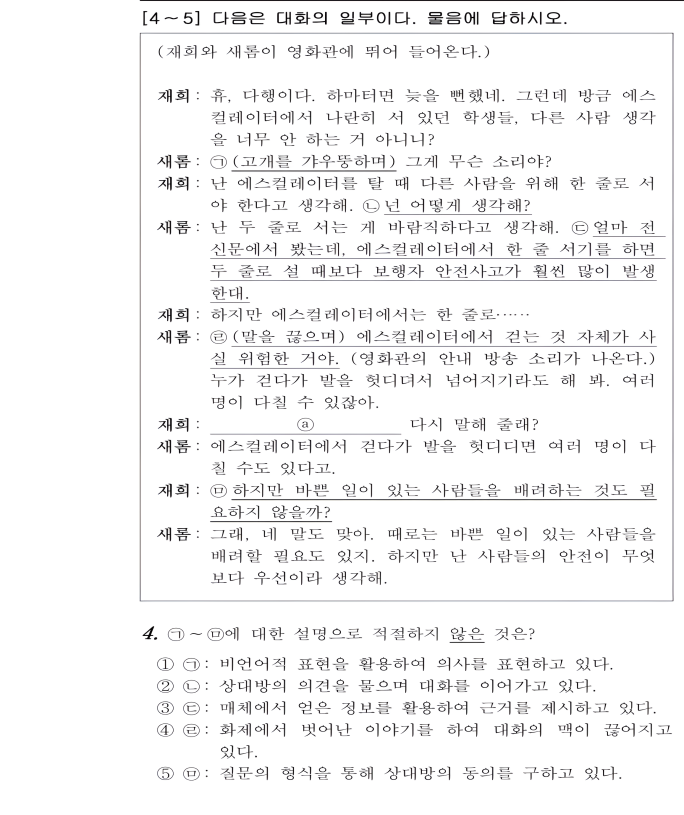 [4～5] 다음은 대화의 일부이다. 물음에 답하시오.
(재희와 새롬이 영화관에 뛰어 들어온다.)
재희: 휴, 다행이다. 하마터면 늦을 뻔했네. 그런데 방금 에스
컬레이터에서 나란히 서 있던 학생들, 다른 사람 생각
을 너무 안 하는 거 아니니?
새롬: ㉠(고개를 갸우뚱하며) 그게 무슨 소리야?
재희: 난 에스컬레이터를 탈 때 다른 사람을 위해 한 줄로 서
야 한다고 생각해. ㉡넌 어떻게 생각해?
새롬: 난 두 줄로 서는 게 바람직하다고 생각해. ㉢얼마 전
신문에서 봤는데, 에스컬레이터에서 한 줄 서기를 하면
두 줄로 설 때보다 보행자 안전사고가 훨씬 많이 발생
한대.
재희: 하지만 에스컬레이터에서는 한 줄로……
새롬: ㉣(말을 끊으며) 에스컬레이터에서 걷는 것 자체가 사
실 위험한 거야. (영화관의 안내 방송 소리가 나온다.)
누가 걷다가 발을 헛디뎌서 넘어지기라도 해 봐. 여러
명이 다칠 수 있잖아.
재희: ⓐ 다시 말해 줄래?
새롬: 에스컬레이터에서 걷다가 발을 헛디디면 여러 명이 다
칠 수도 있다고.
재희: ㉤하지만 바쁜 일이 있는 사람들을 배려하는 것도 필
요하지 않을까?
새롬: 그래, 네 말도 맞아. 때로는 바쁜 일이 있는 사람들을
배려할 필요도 있지. 하지만 난 사람들의 안전이 무엇
보다 우선이라 생각해.
4. ㉠～㉤에 대한 설명으로 적절하지 않은 것은?
① ㉠: 비언어적 표현을 활용하여 의사를 표현하고 있다.
② ㉡: 상대방의 의견을 물으며 대화를 이어가고 있다.
③ ㉢: 매체에서 얻은 정보를 활용하여 근거를 제시하고 있다.
④ ㉣: 화제에서 벗어난 이야기를 하여 대화의 맥이 끊어지고
있다.
⑤ ㉤: 질문의 형식을 통해 상대방의 동의를 구하고 있다.